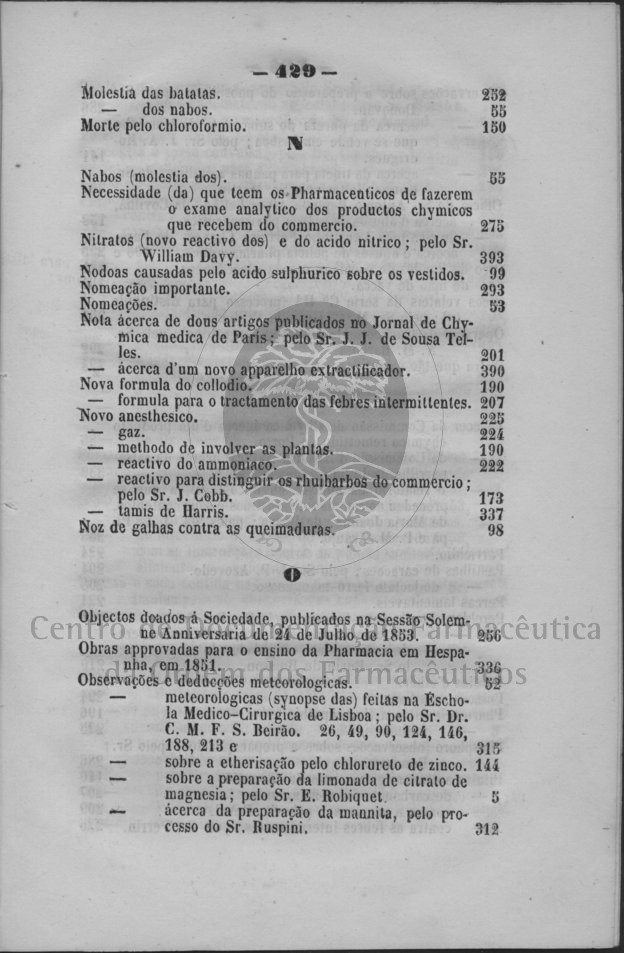 — 429 —
Molestia das batatas. 252
— dos nabos. 55
Morte pelo chloroformio. 150
N
Nabos (molestia dos). 55
Necessidade (da) que teem os Pharmaceuticos de fazerem
o exame analytico dos productos chymicos
que recebem do commercio. 275
Nitratos (novo reactivo dos) e do acido nitrico; pelo Sr.
William Davy. 393
Nodoas causadas pelo acido sulphurico sobre os vestidos. 99
Nomeação importante. 293
Nomeações. 53
Nota ácerca de dous artigos publicados no Jornal de Chy-
mica medica de Paris; pelo Sr. J. J. de Sousa Tel-
les. 201
— ácerca d'um novo apparelho extractificador. 390
Nova formula do collodio. 190
— formula para o tractamento das febres intermittentes. 207
Novo anesthesico. 225
— gaz. 224
— methodo de involver as plantas. 190
— reactivo do ammoniaco. 222
— reactivo para distinguir os rhuibarbos do commercio;
pelo Sr. J. Cobb. 173
— tamis de Harris. 337
Noz de galhas contra as queimaduras. 98
O
Objectos doados á Sociedade, publicados na Sessão Solem-
ne Anniversaria de 24 de Julho de 1853. 256
Centro de Documentação Farmacêutica
Obras approvadas para o ensino da Pharmacia em Hespa-
nha, em 1851. 336
da Ordem dos Farmacêuticos
Observações e deducções meteorologicas. 52
— meteorologicas (synopse das) feitas na Escho-
la Medico-Cirurgica de Lisboa; pelo Sr. Dr.
C. M. F. S. Beirão. 26, 49, 90, 124, 146,
188, 213 e 315
— sobre a etherisação pelo chlorureto de zinco. 144
— sobre a preparação da limonada de citrato de
magnesia; pelo Sr. E. Robiquet. 5
— ácerca da preparação da mannita, pelo pro-
cesso do Sr. Ruspini. 312